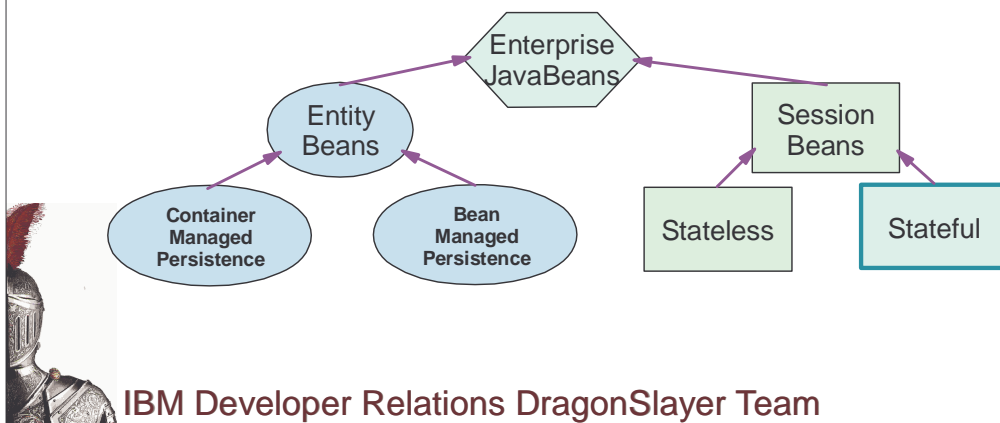 Enterprise
JavaBeans
Entity
Beans
Session
Beans
Container
Managed
Persistence
Bean
Managed
Persistence
Stateless
Stateful
IBM Developer Relations DragonSlayer Team